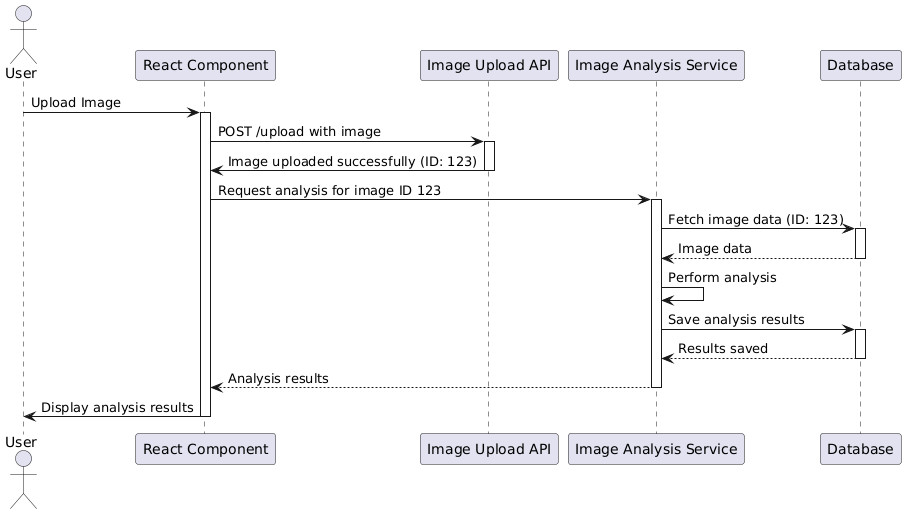 User
React Component
Image Upload API
Image Analysis Service
Database
Upload Image
POST /upload with image
Image uploaded successfully (ID: 123)
Request analysis for image ID 123
Fetch image data (ID: 123)
Image data
Perform analysis
Save analysis results
Results saved
Analysis results
Display analysis results
User
React Component
Image Upload API
Image Analysis Service
Database